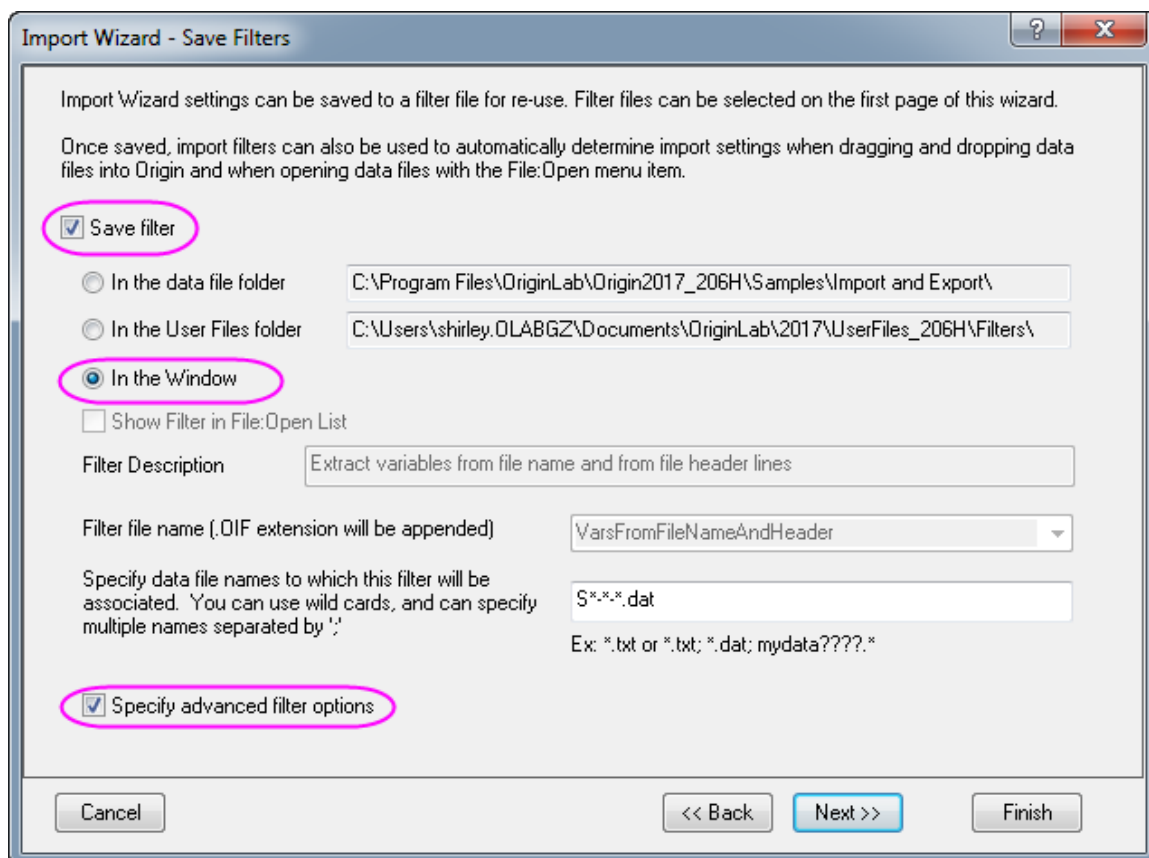 Import Wizard - Save Filters
?
X
Import Wizard settings can be saved to a filter file for re-use. Filter files can be selected on the first page of this wizard.
Once saved, import filters can also be used to automatically determine import settings when dragging and dropping data
files into Origin and when opening data files with the File:Open menu item.
Save filter
In the data file folder
C:\Program Files\OriginLab\Origin2017_206H\Samples\Import and Export\
In the User Files folder
C:\Users\shirley.OLABGZ\Documents\OriginLab\2017\UserFiles_206H\Filters\
In the Window
Show Filter in File:Open List
Filter Description
Extract variables from file name and from file header lines
Filter file name (.OIF extension will be appended)
VarsFromFileNameAndHeader
Specify data file names to which this filter will be
associated. You can use wild cards, and can specify
multiple names separated by ';'
S*-*-*.dat
Ex: *.txt or *.txt; *.dat; mydata????.*
Specify advanced filter options
Cancel
<< Back
Next >>
Finish